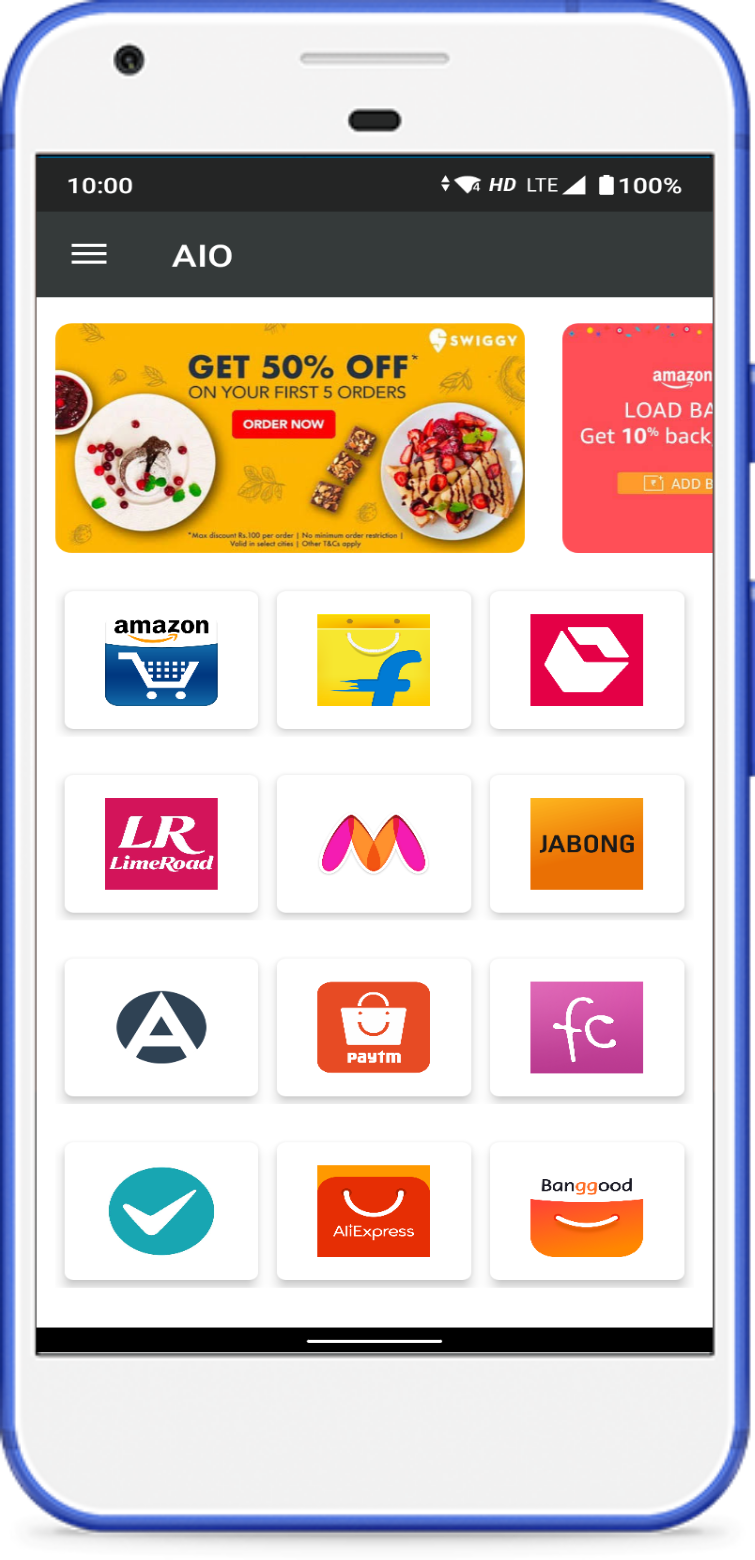 10:00
4 HD LTE 100%
AIO
SWIGGY
GET 50% OFF*
ON YOUR FIRST 5 ORDERS
ORDER NOW
*Max discount Rs.100 per order | No minimum order restriction |
Valid in select cities | Other T&Cs apply
amazon
LOAD BA
Get 10% back
₹ ADD B
amazon
f
LR
LimeRoad
JABONG
A
paytm
fc
AliExpress
Banggood